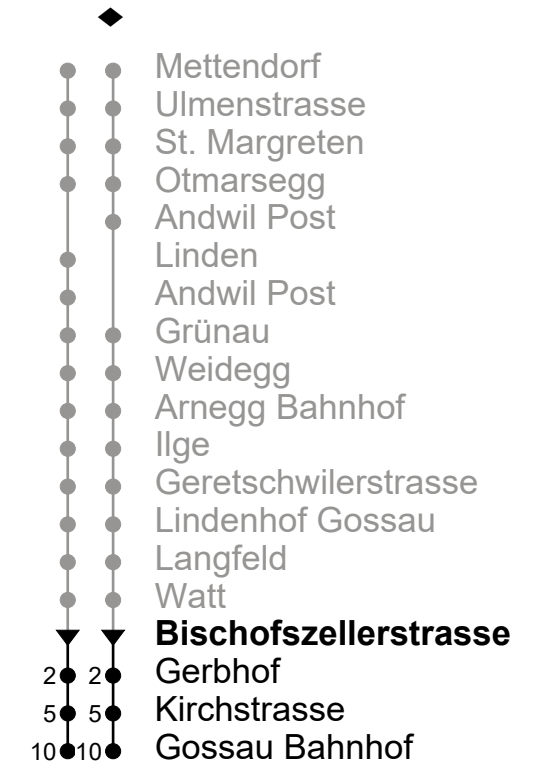 Mettendorf
Ulmenstrasse
St. Margreten
Otmarsegg
Andwil Post
Linden
Andwil Post
Grünau
Weidegg
Arnegg Bahnhof
Ilge
Geretschwilerstrasse
Lindenhof Gossau
Langfeld
Watt
Bischofszellerstrasse
2 2 Gerbhof
5 5 Kirchstrasse
10 10 Gossau Bahnhof